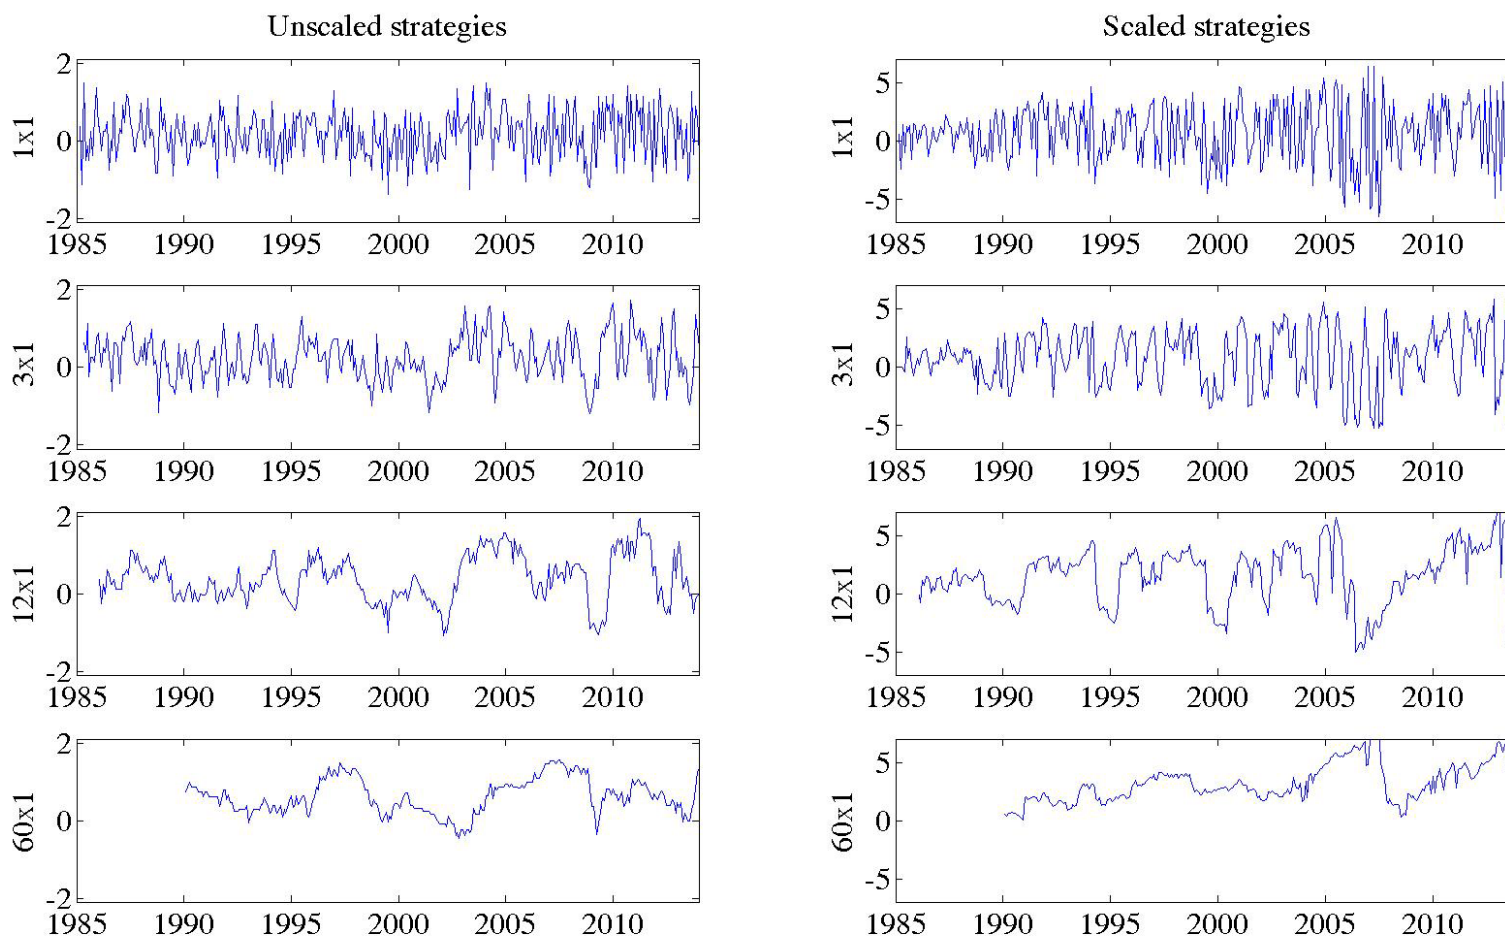 Unscaled strategies Scaled strategies
2 0 -2 1x1 1985 1990 1995 2000 2005 2010
5 0 -5 1x1 1985 1990 1995 2000 2005 2010
2 0 -2 3x1 1985 1990 1995 2000 2005 2010
5 0 -5 3x1 1985 1990 1995 2000 2005 2010
2 0 -2 12x1 1985 1990 1995 2000 2005 2010
5 0 -5 12x1 1985 1990 1995 2000 2005 2010
2 0 -2 60x1 1985 1990 1995 2000 2005 2010
5 0 -5 60x1 1985 1990 1995 2000 2005 2010